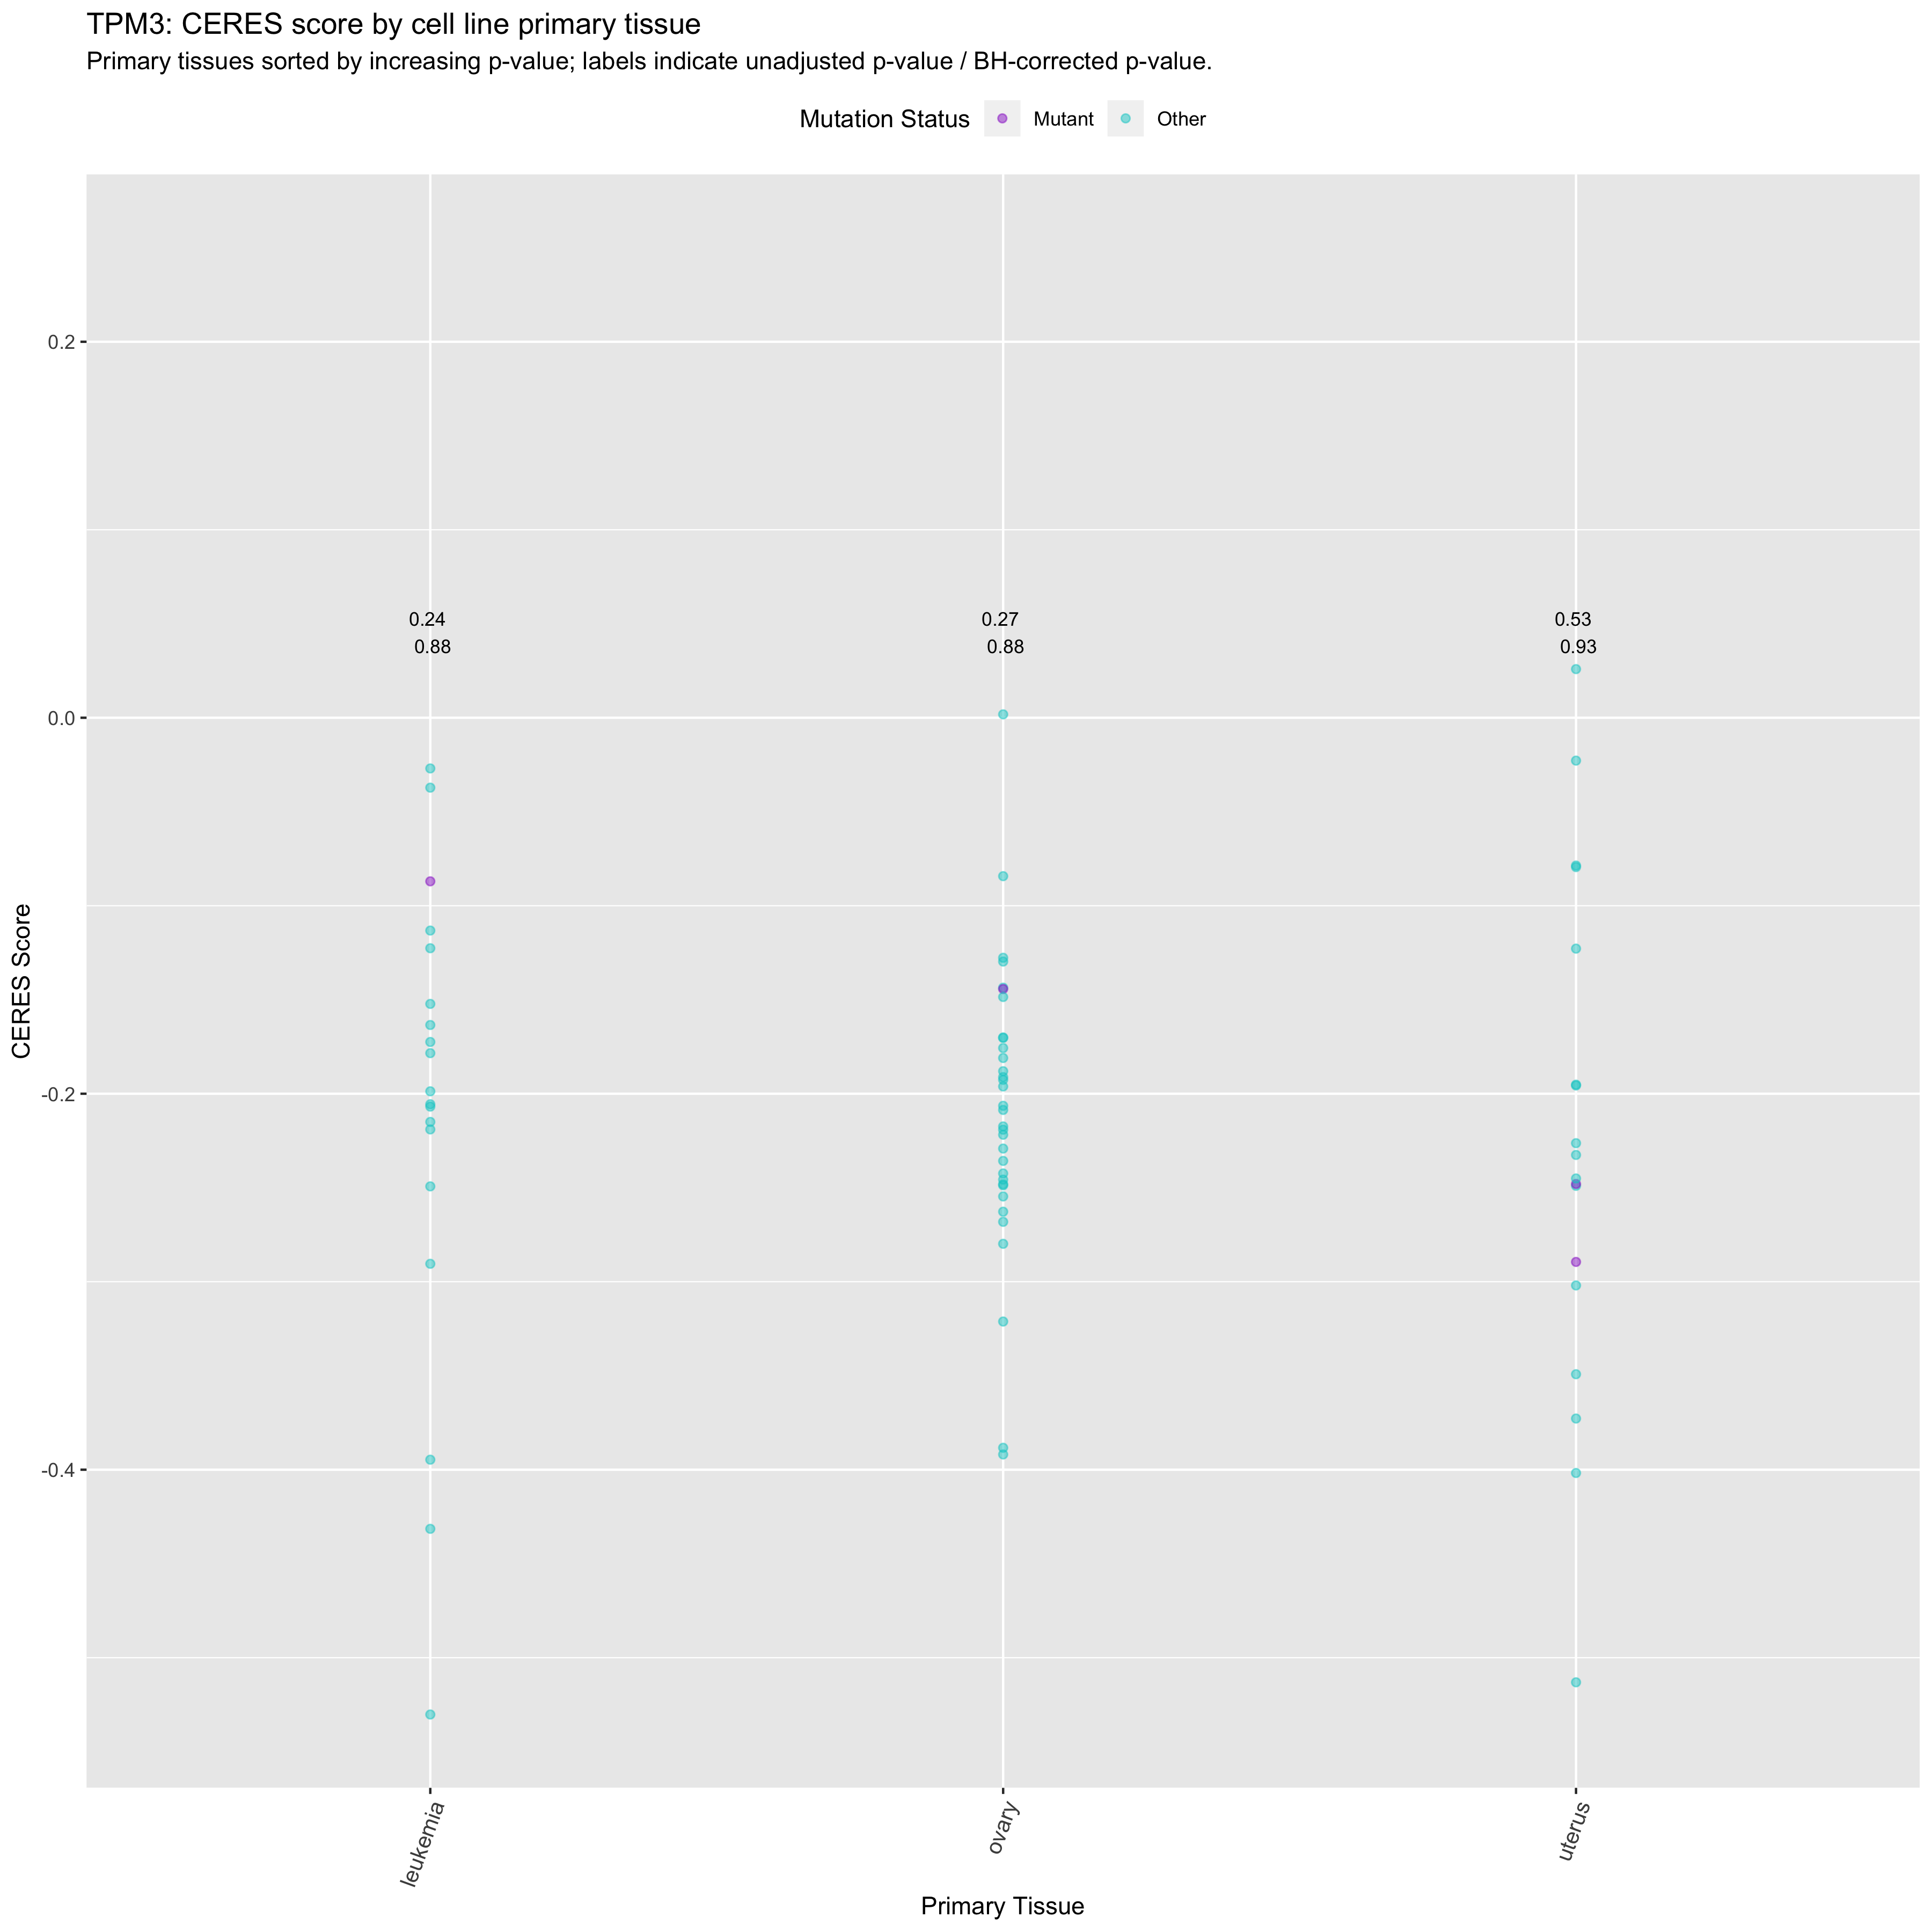 TPM3: CERES score by cell line primary tissue
Primary tissues sorted by increasing p-value; labels indicate unadjusted p-value / BH-corrected p-value.
Mutation Status Mutant Other
0.2
0.24 0.27 0.53
0.88 0.88 0.93
0.0
CERES Score
-0.2
-0.4
leukemia ovary uterus
Primary Tissue